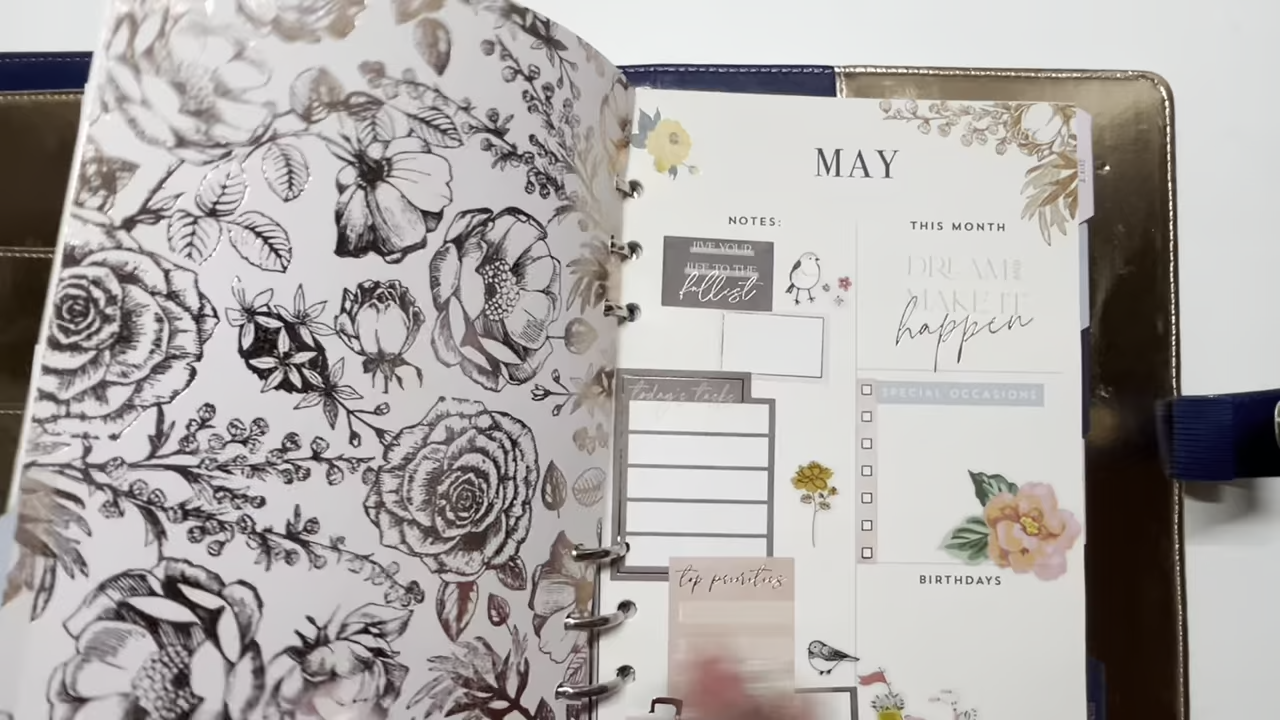 MAY
NOTES:
LIVE YOUR
LIFE TO THE
fullest
today's tasks
top priorities
THIS MONTH
DREAM
MAKE IT
happen
SPECIAL OCCASIONS
BIRTHDAYS